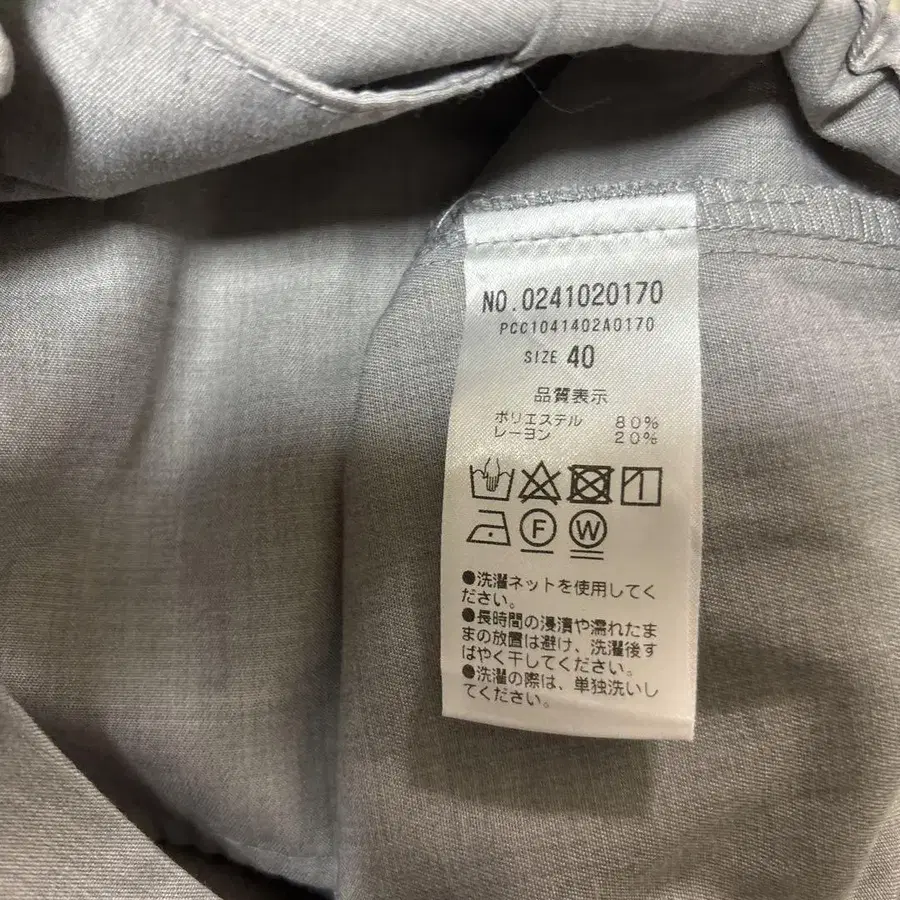 NO.0241020170
PCC1041402A0170
SIZE 40
品質表示
ポリエステル 80%
レーヨン 20%
F W
●洗濯ネットを使用してく
ださい。
●長時間の浸漬や濡れたま
まの放置は避け、洗濯後す
ばやく干してください。
●洗濯の際は、単独洗いし
てください。